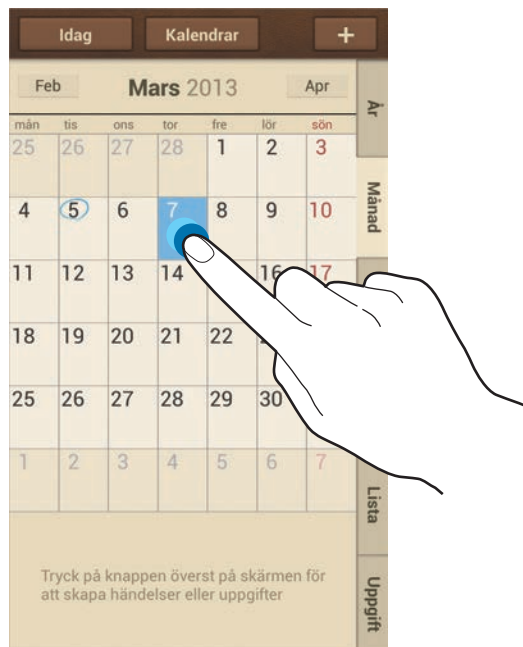 Idag Kalendrar +
Feb Mars 2013 Apr
mån tis ons tor fre lör sön
25 26 27 28 1 2 3
4 5 6 7 8 9 10
11 12 13 14 16 17
18 19 20 21 22
25 26 27 28 29 30
1 2 3 4 5 6 7
Tryck på knappen överst på skärmen för
att skapa händelser eller uppgifter
År
Månad
Lista
Uppgift